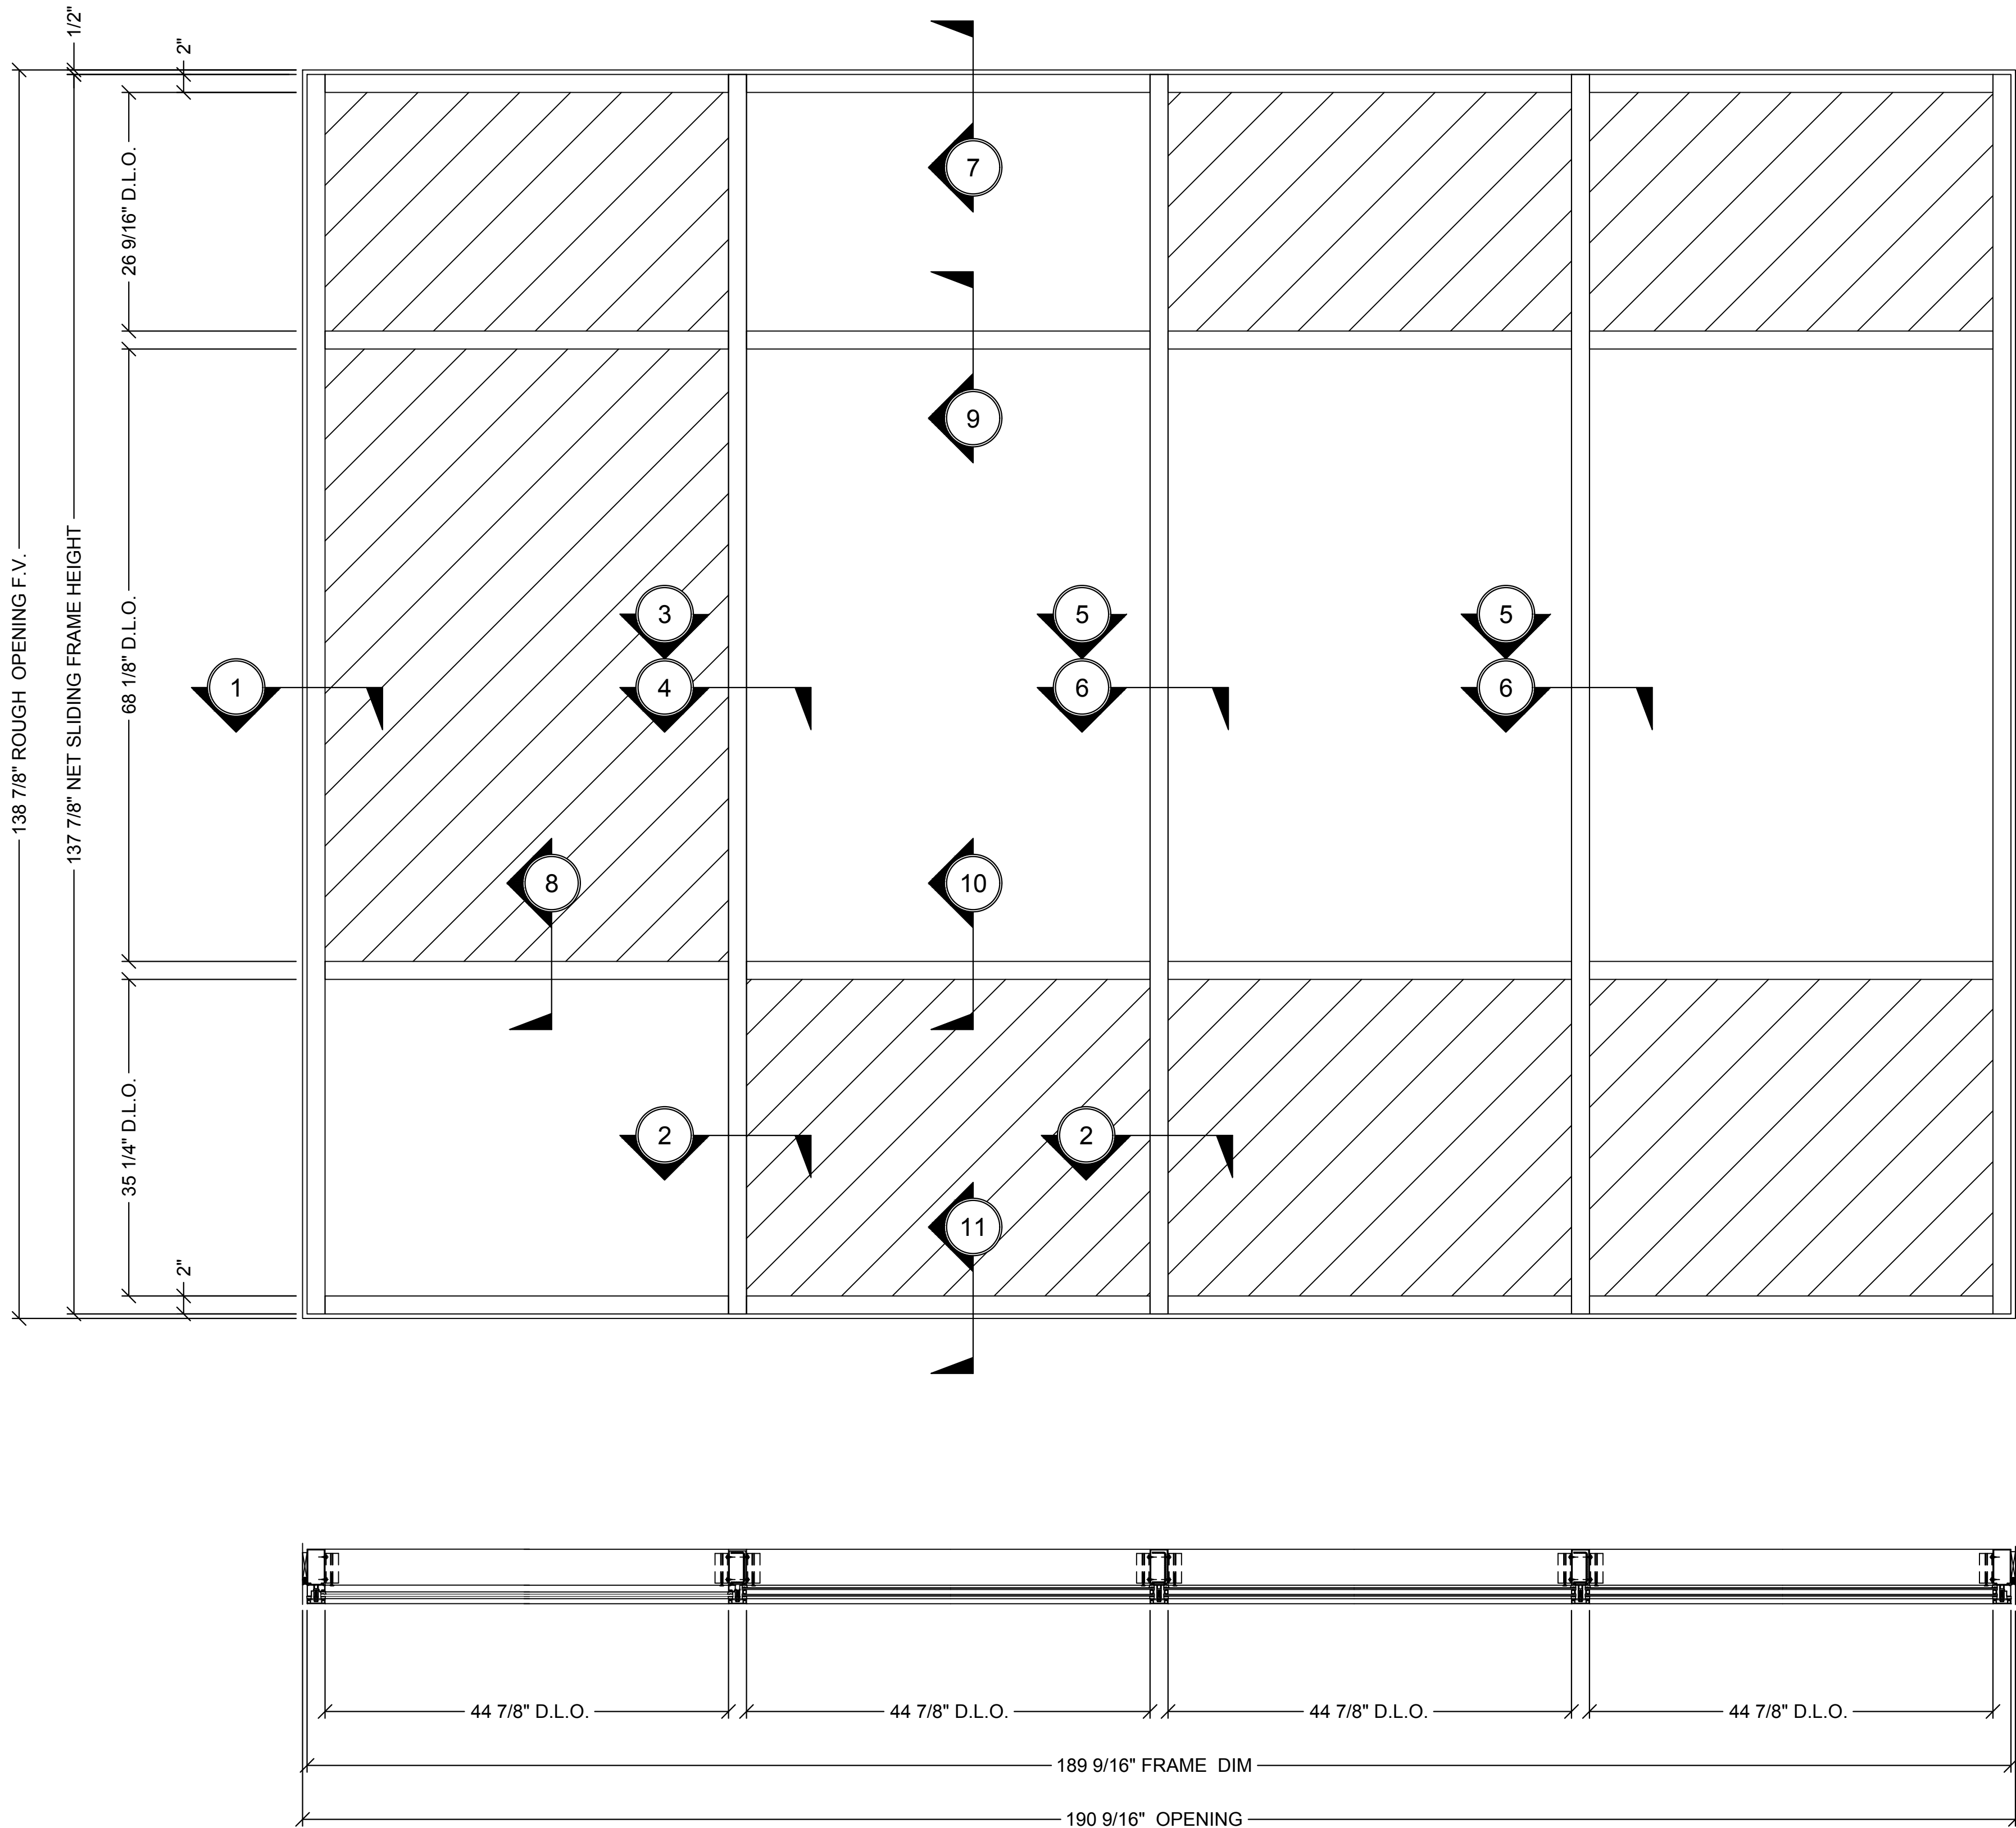 1/2"
2"
26 9/16" D.L.O.
138 7/8" ROUGH OPENING F.V.
137 7/8" NET SLIDING FRAME HEIGHT
68 1/8" D.L.O.
35 1/4" D.L.O.
2"
7
9
3
5
5
1
4
6
6
8
10
2
2
11
44 7/8" D.L.O.
44 7/8" D.L.O.
44 7/8" D.L.O.
44 7/8" D.L.O.
189 9/16" FRAME DIM
190 9/16" OPENING